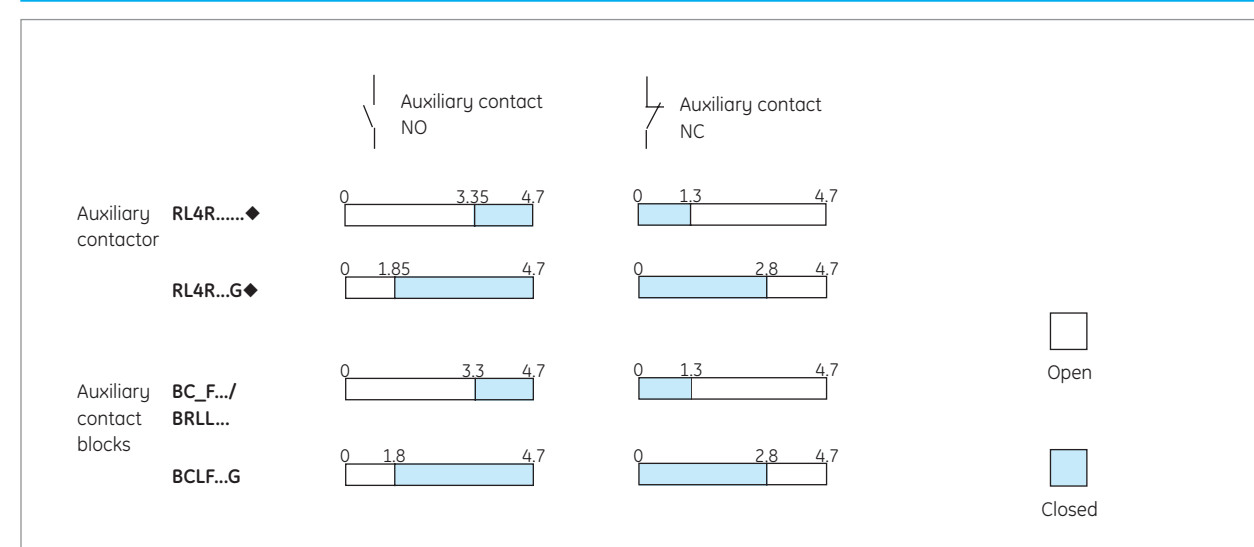 Auxiliary contact
NO
Auxiliary contact
NC
Auxiliary
contactor
RL4R......◆
0 3.35 4.7
0 1.3 4.7
RL4R...G◆
0 1.85 4.7
0 2.8 4.7
Auxiliary
contact
blocks
BC_F.../
BRLL...
0 3.3 4.7
0 1.3 4.7
BCLF...G
0 1.8 4.7
0 2.8 4.7
Open
Closed